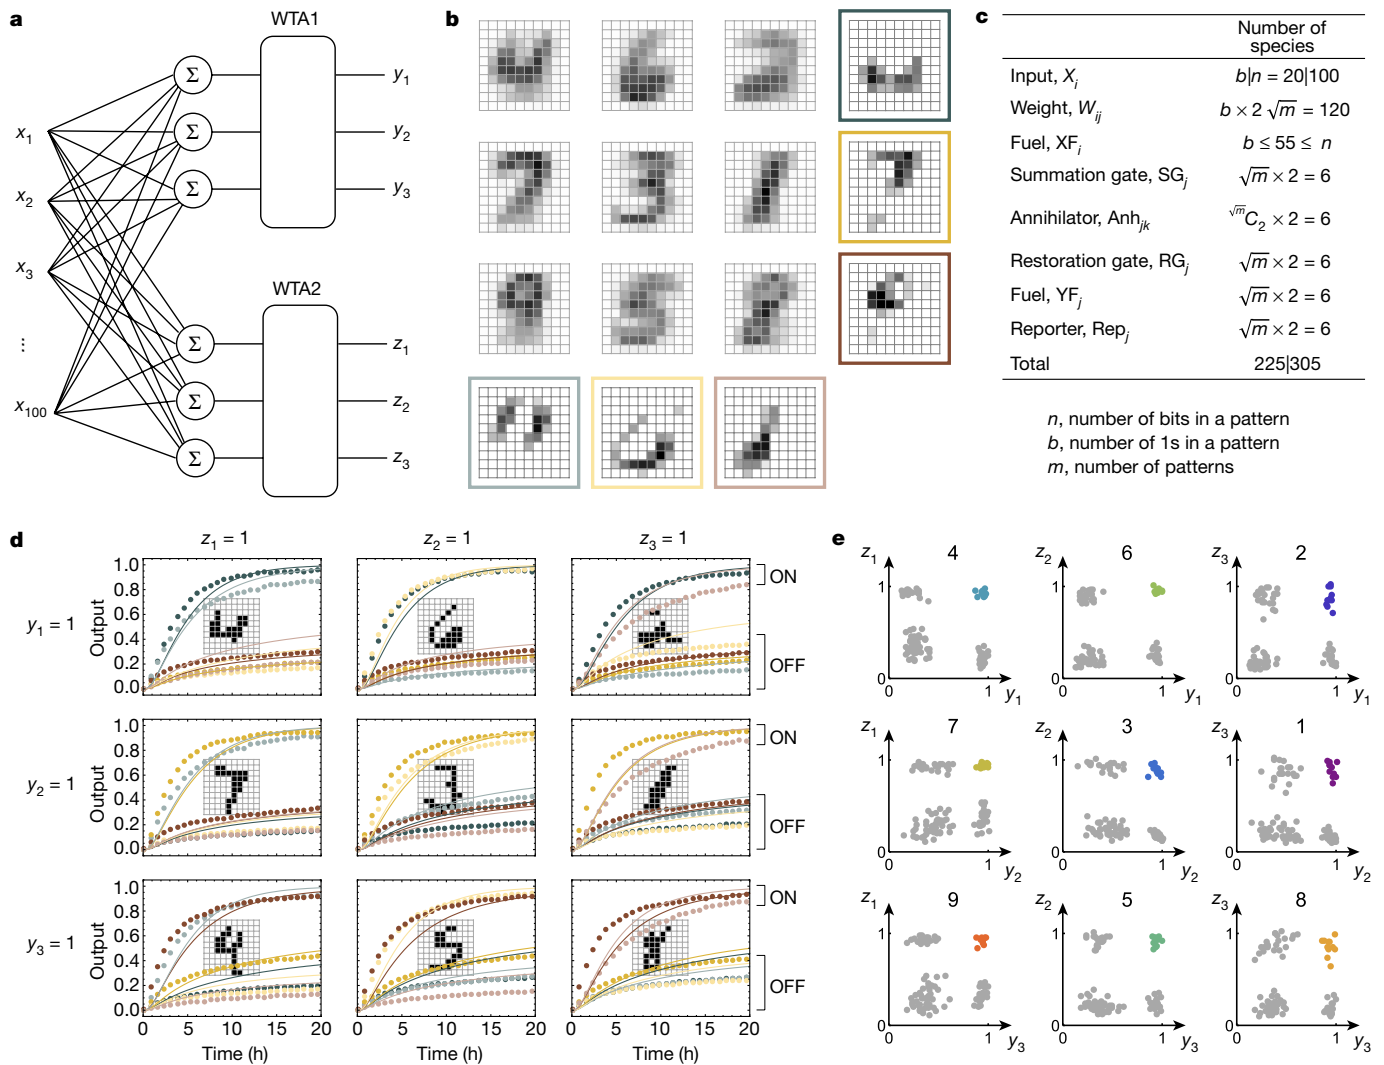 a
WTA1
Σ
y1
Σ
y2
Σ
y3
x1
x2
x3
⋮
x100
WTA2
Σ
z1
Σ
z2
Σ
z3
b
c
Number of
species
Input, Xi b|n = 20|100
Weight, Wij b × 2 √m = 120
Fuel, XFi b ≤ 55 ≤ n
Summation gate, SGj √m × 2 = 6
Annihilator, Anhjk √mC2 × 2 = 6
Restoration gate, RGj √m × 2 = 6
Fuel, YFj √m × 2 = 6
Reporter, Repj √m × 2 = 6
Total 225|305
n, number of bits in a pattern
b, number of 1s in a pattern
m, number of patterns
d
z1 = 1 z2 = 1 z3 = 1
y1 = 1
Output
1.0
0.8
0.6
0.4
0.2
0.0
ON
OFF
y2 = 1
Output
1.0
0.8
0.6
0.4
0.2
0.0
ON
OFF
y3 = 1
Output
1.0
0.8
0.6
0.4
0.2
0.0
ON
OFF
0 5 10 15 20 0 5 10 15 20 0 5 10 15 20
Time (h) Time (h) Time (h)
e
z1 4 z2 6 z3 2
1 1 1
0 0 0
0 1 y1 0 1 y1 0 1 y1
z1 7 z2 3 z3 1
1 1 1
0 0 0
0 1 y2 0 1 y2 0 1 y2
z1 9 z2 5 z3 8
1 1 1
0 0 0
0 1 y3 0 1 y3 0 1 y3